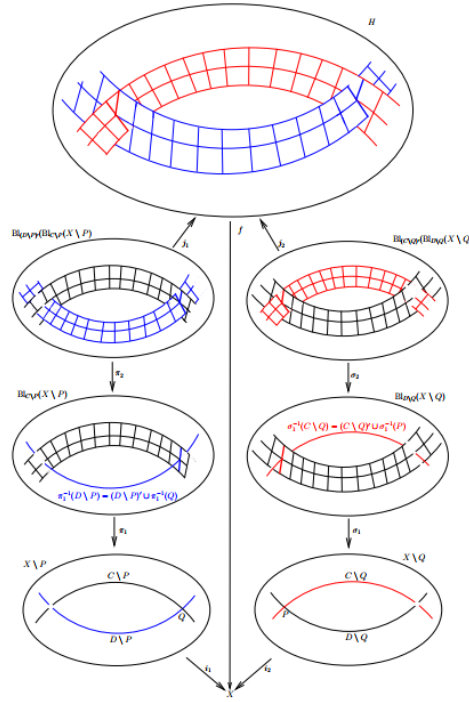 H
Bl_{(D\P)'}(Bl_{C\P}(X \ P)
j₁
f
j₂
Bl_{(C\Q)'}(Bl_{D\Q}(X \ Q)
π₂
σ₂
Bl_{C\P}(X \ P)
Bl_{D\Q}(X \ Q)
σ₁⁻¹(C \ Q) = (C \ Q)' ∪ σ₁⁻¹(P)
π₁⁻¹(D \ P) = (D \ P)' ∪ π₁⁻¹(Q)
π₁
σ₁
X \ P
X \ Q
C \ P
C \ Q
Q
P
D \ P
D \ Q
i₁
i₂
X